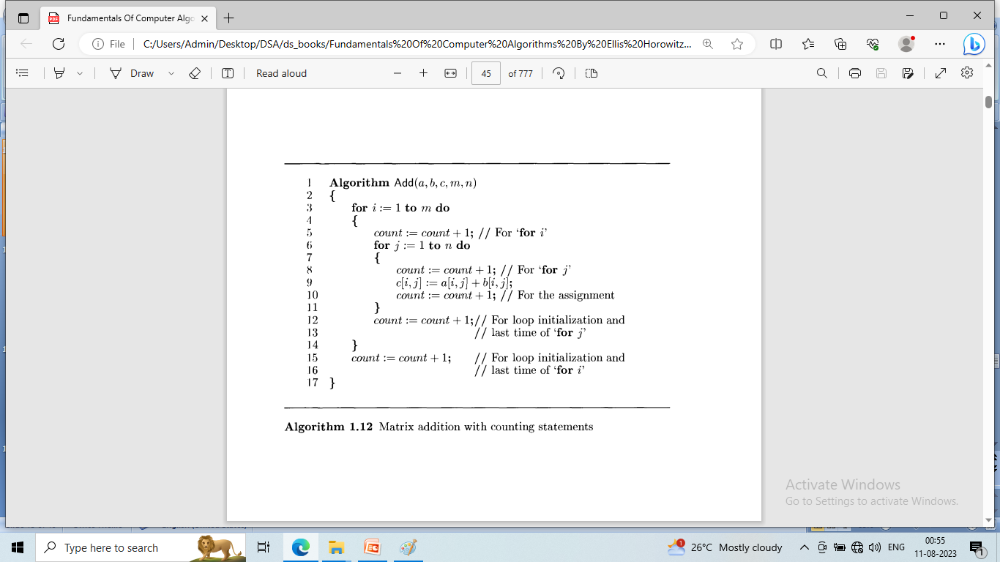 Fundamentals Of Computer Algo
File
C:/Users/Admin/Desktop/DSA/ds_books/Fundamentals%20Of%20Computer%20Algorithms%20By%20Ellis%20Horowitz...
Draw
Read aloud
45
of 777
1 Algorithm Add(a, b, c, m, n)
2 {
3 for i := 1 to m do
4 {
5 count := count + 1; // For ‘for i’
6 for j := 1 to n do
7 {
8 count := count + 1; // For ‘for j’
9 c[i, j] := a[i, j] + b[i, j];
10 count := count + 1; // For the assignment
11 }
12 count := count + 1;// For loop initialization and
13 // last time of ‘for j’
14 }
15 count := count + 1; // For loop initialization and
16 // last time of ‘for i’
17 }
Algorithm 1.12 Matrix addition with counting statements
Activate Windows
Go to Settings to activate Windows.
Type here to search
1
26°C Mostly cloudy
ENG
00:55
11-08-2023
1